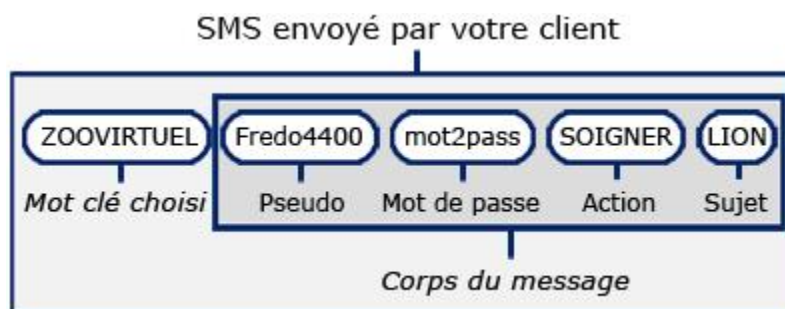 SMS envoyé par votre client
ZOOVIRTUEL Fredo4400 mot2pass SOIGNER LION
Mot clé choisi Pseudo Mot de passe Action Sujet
Corps du message